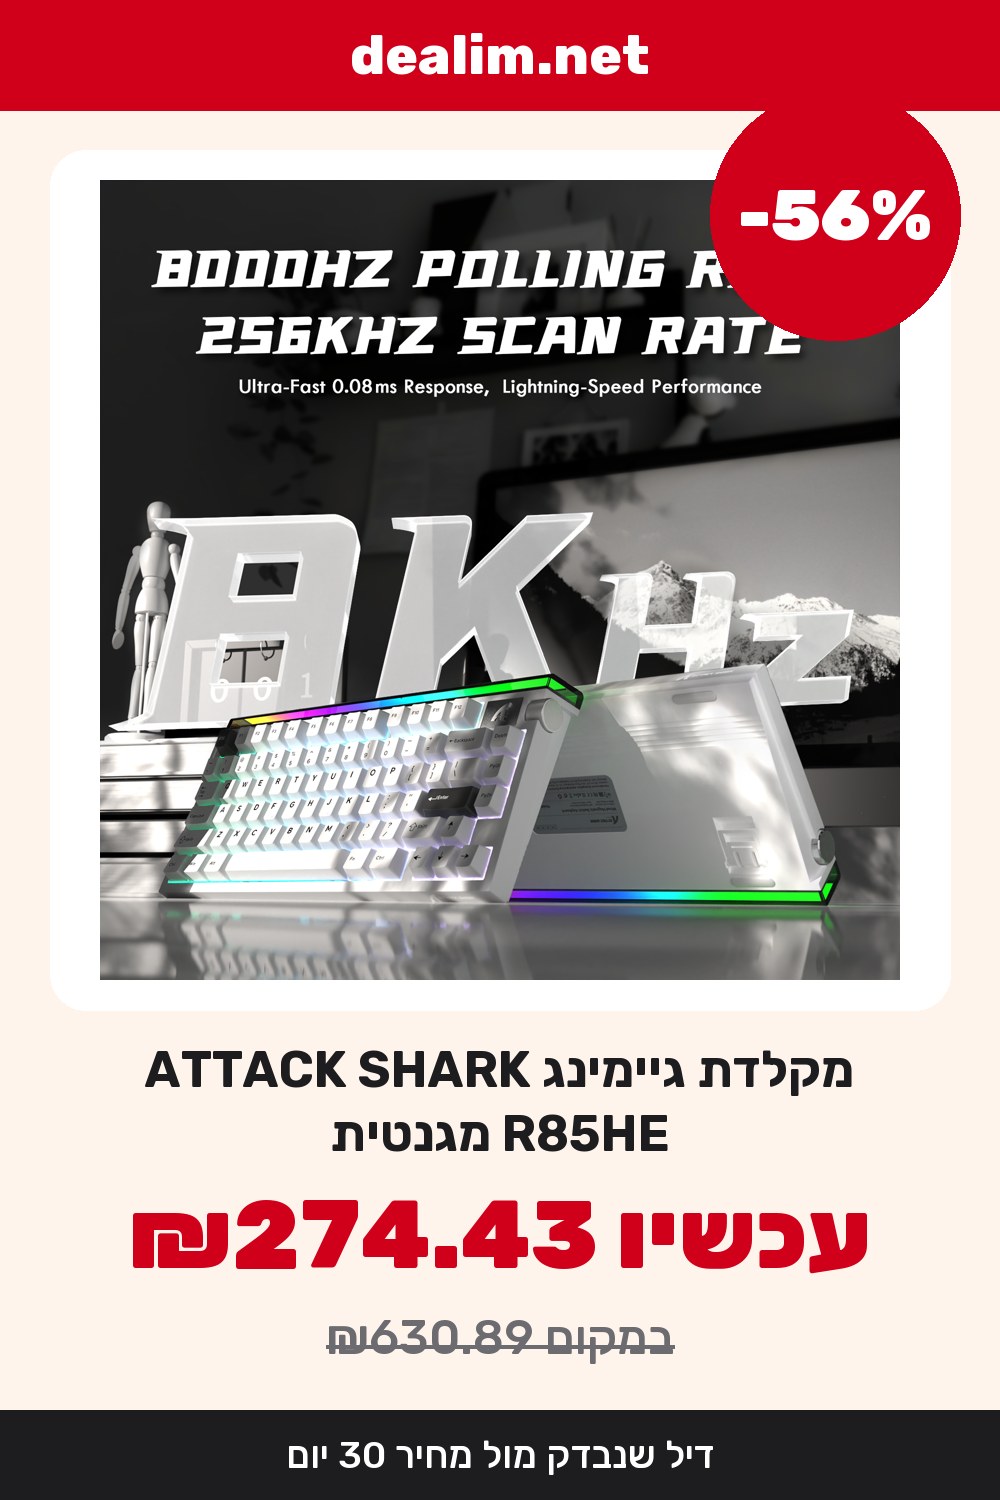 dealim.net
-56%
8000HZ POLLING
256KHZ SCAN RATE
Ultra-Fast 0.08ms Response, Lightning-Speed Performance
8KHz
מקלדת גיימינג ATTACK SHARK
R85HE מגנטית
עכשיו 274.43₪
במקום 630.89₪
דיל שנבדק מול מחיר 30 יום